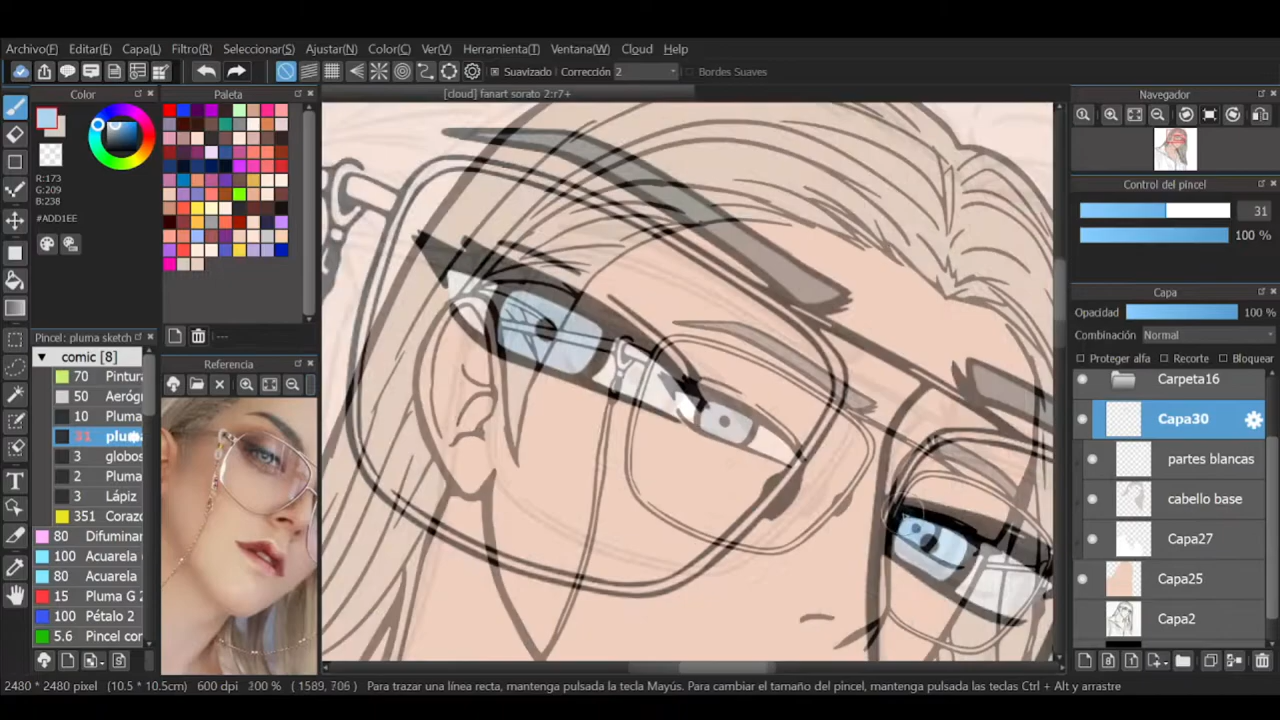 Archivo(F) Editar(E) Capa(L) Filtro(R) Seleccionar(S) Ajustar(N) Color(C) Ver(V) Herramienta(T) Ventana(W) Cloud Help
Suavizado Corrección 2 Bordes Suaves
Color
R:173
G:209
B:238
#ADD1EE
Pincel: pluma sketch
comic [8]
70 Pintura
50 Aeróg
10 Pluma
31 pluma
3 globos
2 Pluma
3 Lápiz
351 Corazo
80 Difuminar
100 Acuarela
80 Acuarela
15 Pluma G 2
100 Pétalo 2
5.6 Pincel cor
Paleta
---
Referencia
[cloud] fanart sorato 2:r7+
Navegador
Control del pincel
31
100 %
Capa
Opacidad 100 %
Combinación Normal
Proteger alfa Recorte Bloquear
Carpeta16
Capa30
partes blancas
cabello base
Capa27
Capa25
Capa2
2480 * 2480 pixel (10.5 * 10.5cm) 600 dpi 200 % (1589, 706) Para trazar una línea recta, mantenga pulsada la tecla Mayús. Para cambiar el tamaño del pincel, mantenga pulsadas las teclas Ctrl + Alt y arrastre